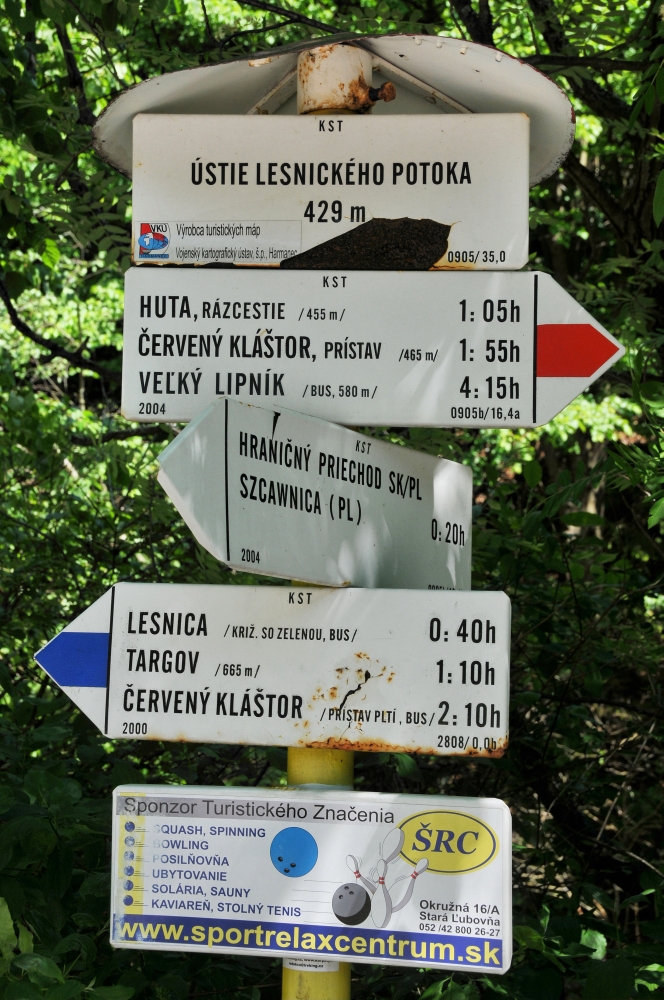 KST
ÚSTIE LESNICKÉHO POTOKA
429 m
VKÚ
Výrobca turistických máp
Vojenský kartografický ústav, š.p., Harmanec
0905/35,0
KST
HUTA, RÁZCESTIE /455 m/ 1: 05h
ČERVENÝ KLÁŠTOR, PRÍSTAV /465 m/ 1: 55h
VEĽKÝ LIPNÍK /BUS, 580 m/ 4: 15h
2004 0905b/16,4a
KST
HRANIČNÝ PRIECHOD SK/PL
SZCAWNICA (PL)
0: 20h
2004
KST
LESNICA /KRIŽ. SO ZELENOU, BUS/ 0: 40h
TARGOV /665 m/ 1: 10h
ČERVENÝ KLÁŠTOR /PRÍSTAV PLTÍ, BUS/ 2: 10h
2000 2808/0,0b
Sponzor Turistického Značenia
SQUASH, SPINNING
BOWLING
POSILŇOVŇA
UBYTOVANIE
SOLÁRIA, SAUNY
KAVIAREŇ, STOLNÝ TENIS
ŠRC
Okružná 16/A
Stará Ľubovňa
052 /42 800 26-27
www.sportrelaxcentrum.sk